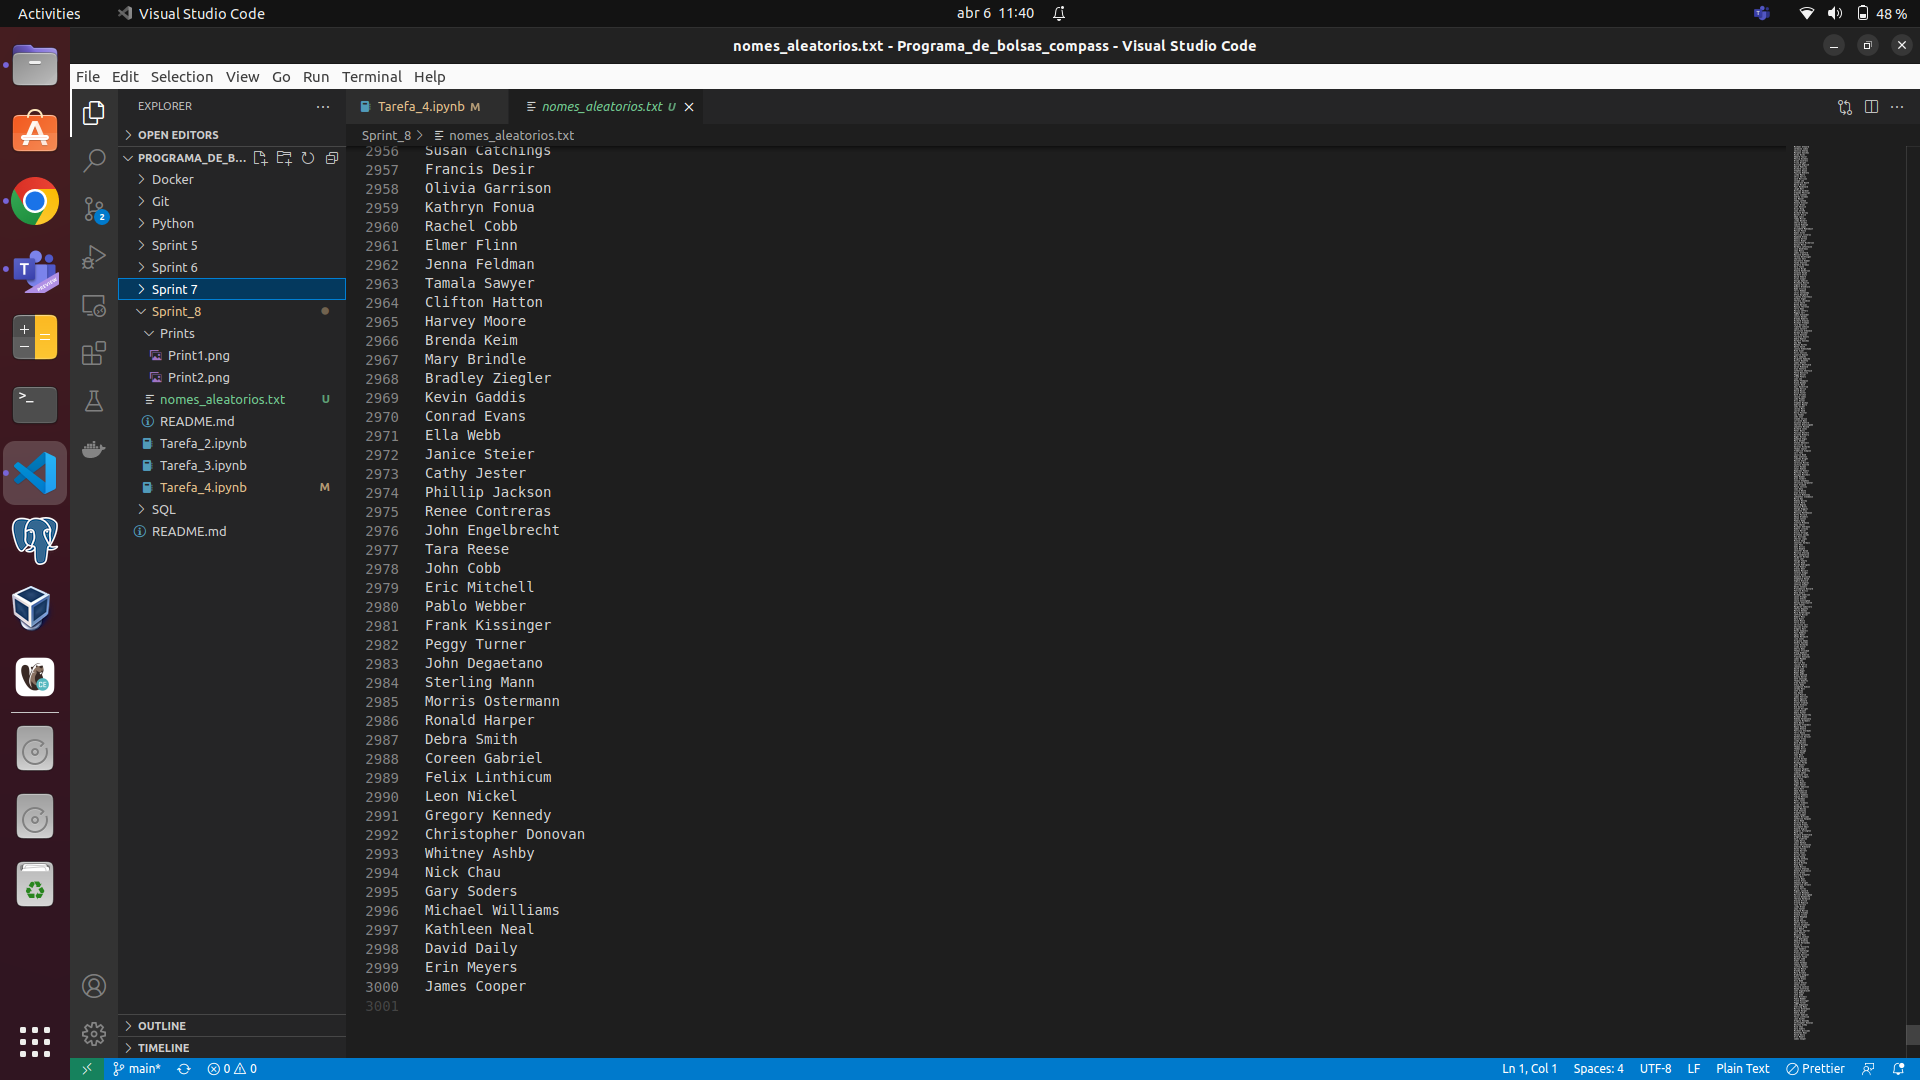 Activities
Visual Studio Code
abr 6 11:40
48 %
nomes_aleatorios.txt - Programa_de_bolsas_compass - Visual Studio Code
File Edit Selection View Go Run Terminal Help
EXPLORER
Tarefa_4.ipynb M
nomes_aleatorios.txt U
OPEN EDITORS
Sprint_8 > nomes_aleatorios.txt
PROGRAMA_DE_B...
Docker
Git
Python
Sprint 5
Sprint 6
Sprint 7
Sprint_8
Prints
Print1.png
Print2.png
nomes_aleatorios.txt U
README.md
Tarefa_2.ipynb
Tarefa_3.ipynb
Tarefa_4.ipynb M
SQL
README.md
2
OUTLINE
TIMELINE
2956 Susan Catchings
2957 Francis Desir
2958 Olivia Garrison
2959 Kathryn Fonua
2960 Rachel Cobb
2961 Elmer Flinn
2962 Jenna Feldman
2963 Tamala Sawyer
2964 Clifton Hatton
2965 Harvey Moore
2966 Brenda Keim
2967 Mary Brindle
2968 Bradley Ziegler
2969 Kevin Gaddis
2970 Conrad Evans
2971 Ella Webb
2972 Janice Steier
2973 Cathy Jester
2974 Phillip Jackson
2975 Renee Contreras
2976 John Engelbrecht
2977 Tara Reese
2978 John Cobb
2979 Eric Mitchell
2980 Pablo Webber
2981 Frank Kissinger
2982 Peggy Turner
2983 John Degaetano
2984 Sterling Mann
2985 Morris Ostermann
2986 Ronald Harper
2987 Debra Smith
2988 Coreen Gabriel
2989 Felix Linthicum
2990 Leon Nickel
2991 Gregory Kennedy
2992 Christopher Donovan
2993 Whitney Ashby
2994 Nick Chau
2995 Gary Soders
2996 Michael Williams
2997 Kathleen Neal
2998 David Daily
2999 Erin Meyers
3000 James Cooper
3001
main* 0 0
Ln 1, Col 1 Spaces: 4 UTF-8 LF Plain Text Prettier